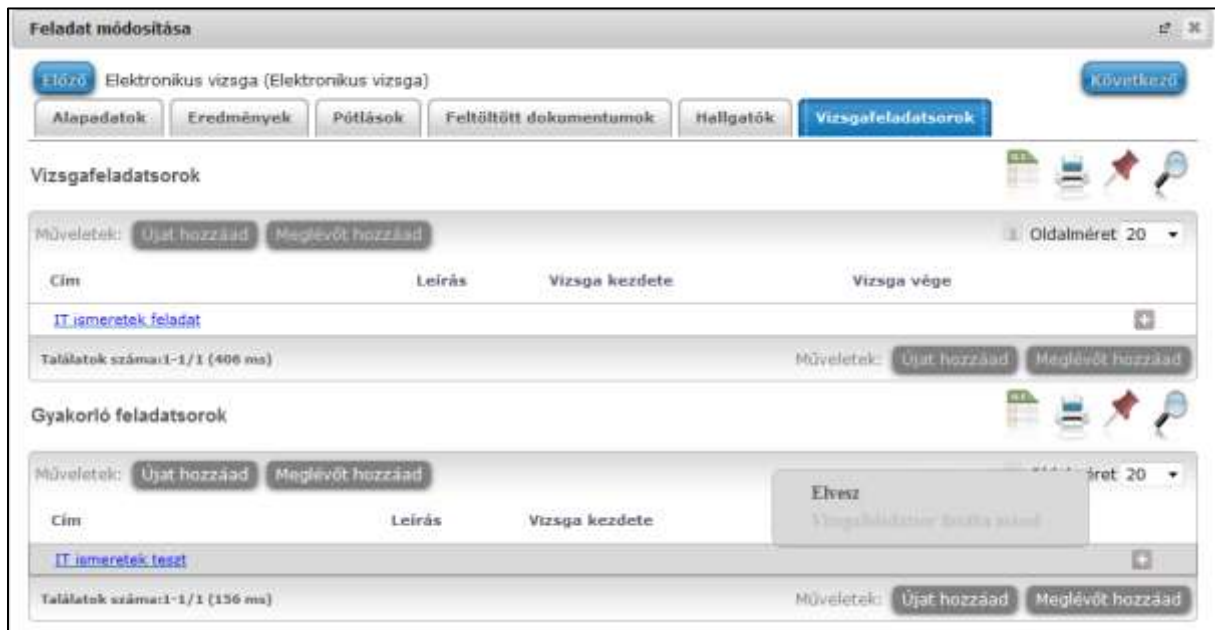 Feladat módosítása
Előző Elektronikus vizsga (Elektronikus vizsga) Következő
Alapadatok Eredmények Pótlások Feltöltött dokumentumok Hallgatók Vizsgafeladatsorok
Vizsgafeladatsorok
Műveletek: Újat hozzáad Meglévőt hozzáad 1 Oldalméret 20
Cím Leírás Vizsga kezdete Vizsga vége
IT ismeretek feladat
Találatok száma:1-1/1 (406 ms) Műveletek: Újat hozzáad Meglévőt hozzáad
Gyakorló feladatsorok
Műveletek: Újat hozzáad Meglévőt hozzáad 20
Elvesz
Cím Leírás Vizsga kezdete
IT ismeretek teszt
Találatok száma:1-1/1 (156 ms) Műveletek: Újat hozzáad Meglévőt hozzáad